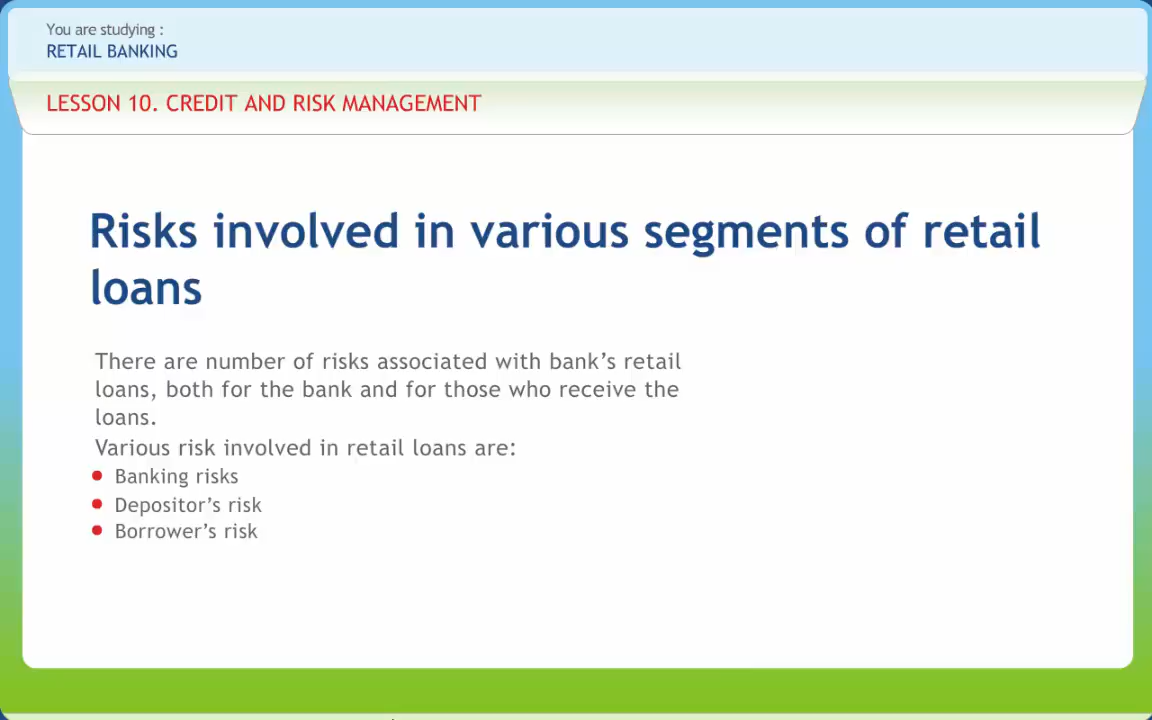 You are studying :
RETAIL BANKING
LESSON 10. CREDIT AND RISK MANAGEMENT
Risks involved in various segments of retail
loans
There are number of risks associated with bank’s retail
loans, both for the bank and for those who receive the
loans.
Various risk involved in retail loans are:
Banking risks
Depositor’s risk
Borrower’s risk